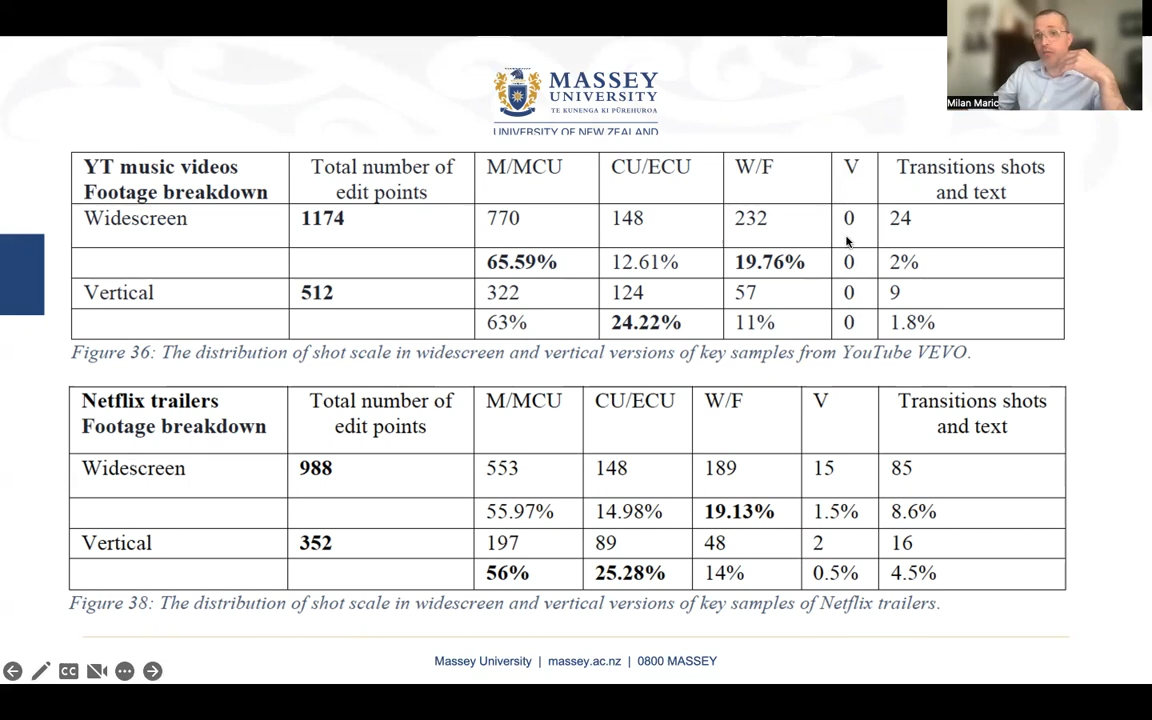 Milan Maric
MASSEY
UNIVERSITY
TE KUNENGA KI PŪREHUROA
UNIVERSITY OF NEW ZEALAND
YT music videos Footage breakdown | Total number of edit points | M/MCU | CU/ECU | W/F | V | Transitions shots and text
Widescreen | 1174 | 770 | 148 | 232 | 0 | 24
65.59% | 12.61% | 19.76% | 0 | 2%
Vertical | 512 | 322 | 124 | 57 | 0 | 9
63% | 24.22% | 11% | 0 | 1.8%
Figure 36: The distribution of shot scale in widescreen and vertical versions of key samples from YouTube VEVO.
Netflix trailers Footage breakdown | Total number of edit points | M/MCU | CU/ECU | W/F | V | Transitions shots and text
Widescreen | 988 | 553 | 148 | 189 | 15 | 85
55.97% | 14.98% | 19.13% | 1.5% | 8.6%
Vertical | 352 | 197 | 89 | 48 | 2 | 16
56% | 25.28% | 14% | 0.5% | 4.5%
Figure 38: The distribution of shot scale in widescreen and vertical versions of key samples of Netflix trailers.
Massey University | massey.ac.nz | 0800 MASSEY
CC